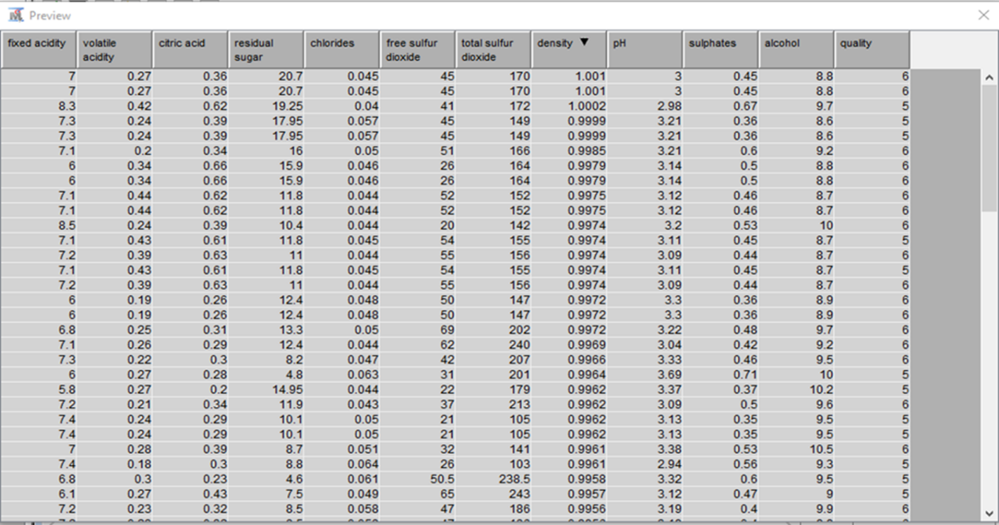 Preview
fixed acidity volatile acidity citric acid residual sugar chlorides free sulfur dioxide total sulfur dioxide density ▼ pH sulphates alcohol quality
7 0.27 0.36 20.7 0.045 45 170 1.001 3 0.45 8.8 6
7 0.27 0.36 20.7 0.045 45 170 1.001 3 0.45 8.8 6
8.3 0.42 0.62 19.25 0.04 41 172 1.0002 2.98 0.67 9.7 5
7.3 0.24 0.39 17.95 0.057 45 149 0.9999 3.21 0.36 8.6 5
7.3 0.24 0.39 17.95 0.057 45 149 0.9999 3.21 0.36 8.6 5
7.1 0.2 0.34 16 0.05 51 166 0.9985 3.21 0.6 9.2 6
6 0.34 0.66 15.9 0.046 26 164 0.9979 3.14 0.5 8.8 6
6 0.34 0.66 15.9 0.046 26 164 0.9979 3.14 0.5 8.8 6
7.1 0.44 0.62 11.8 0.044 52 152 0.9975 3.12 0.46 8.7 6
7.1 0.44 0.62 11.8 0.044 52 152 0.9975 3.12 0.46 8.7 6
8.5 0.24 0.39 10.4 0.044 20 142 0.9974 3.2 0.53 10 6
7.1 0.43 0.61 11.8 0.045 54 155 0.9974 3.11 0.45 8.7 5
7.2 0.39 0.63 11 0.044 55 156 0.9974 3.09 0.44 8.7 6
7.1 0.43 0.61 11.8 0.045 54 155 0.9974 3.11 0.45 8.7 5
7.2 0.39 0.63 11 0.044 55 156 0.9974 3.09 0.44 8.7 6
6 0.19 0.26 12.4 0.048 50 147 0.9972 3.3 0.36 8.9 6
6 0.19 0.26 12.4 0.048 50 147 0.9972 3.3 0.36 8.9 6
6.8 0.25 0.31 13.3 0.05 69 202 0.9972 3.22 0.48 9.7 6
7.1 0.26 0.29 12.4 0.044 62 240 0.9969 3.04 0.42 9.2 6
7.3 0.22 0.3 8.2 0.047 42 207 0.9966 3.33 0.46 9.5 6
6 0.27 0.28 4.8 0.063 31 201 0.9964 3.69 0.71 10 5
5.8 0.27 0.2 14.95 0.044 22 179 0.9962 3.37 0.37 10.2 5
7.2 0.21 0.34 11.9 0.043 37 213 0.9962 3.09 0.5 9.6 6
7.4 0.24 0.29 10.1 0.05 21 105 0.9962 3.13 0.35 9.5 5
7.4 0.24 0.29 10.1 0.05 21 105 0.9962 3.13 0.35 9.5 5
7 0.28 0.39 8.7 0.051 32 141 0.9961 3.38 0.53 10.5 6
7.4 0.18 0.3 8.8 0.064 26 103 0.9961 2.94 0.56 9.3 5
6.8 0.3 0.23 4.6 0.061 50.5 238.5 0.9958 3.32 0.6 9.5 5
6.1 0.27 0.43 7.5 0.049 65 243 0.9957 3.12 0.47 9 5
7.2 0.23 0.32 8.5 0.058 47 186 0.9956 3.19 0.4 9.9 6